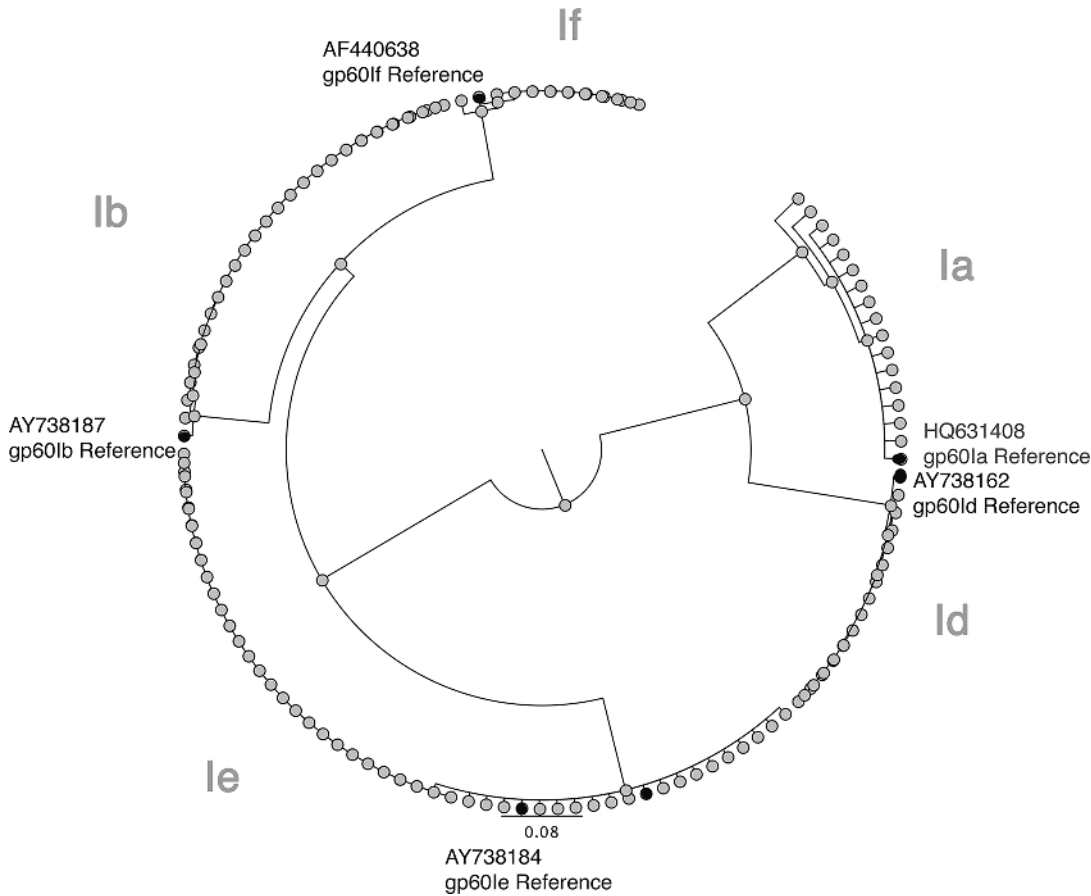 If
AF440638
gp60If Reference
Ib
Ia
AY738187
gp60Ib Reference
HQ631408
gp60Ia Reference
AY738162
gp60Id Reference
Id
Ie
0.08
AY738184
gp60Ie Reference